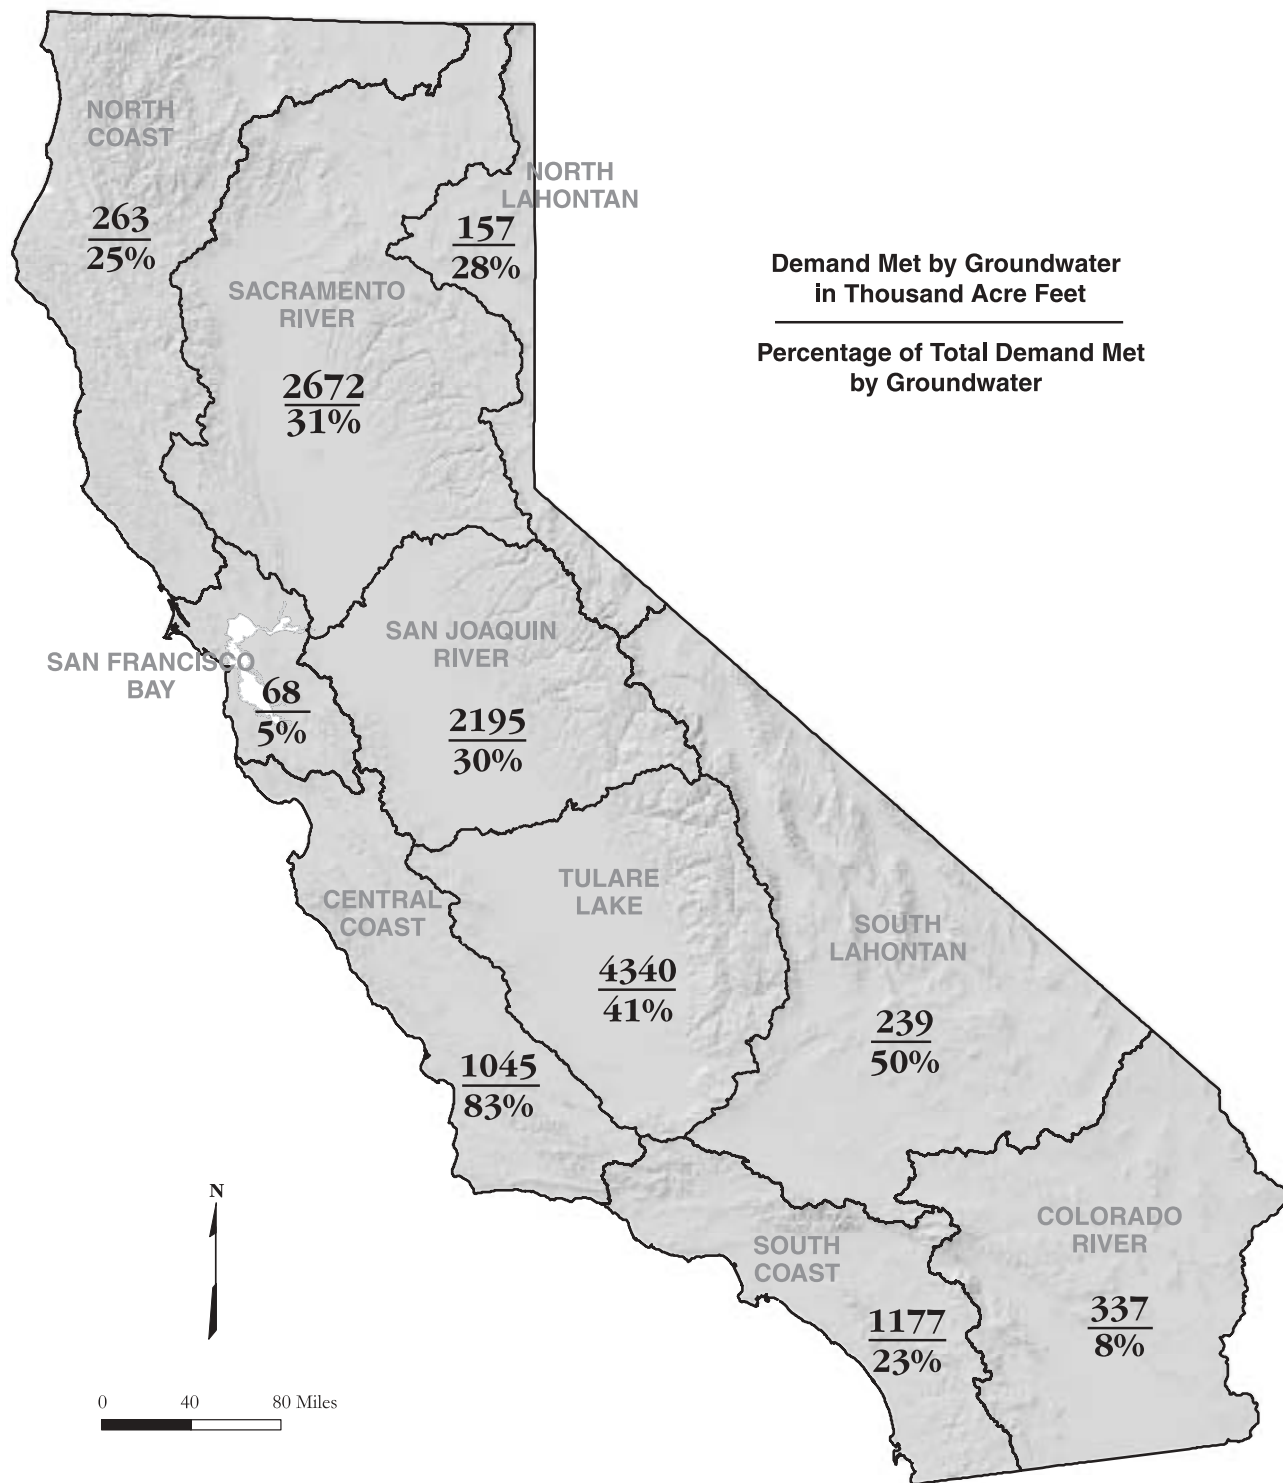 NORTH
COAST
263
25%
NORTH
LAHONTAN
157
28%
SACRAMENTO
RIVER
2672
31%
Demand Met by Groundwater
in Thousand Acre Feet
Percentage of Total Demand Met
by Groundwater
SAN FRANCISCO
BAY
68
5%
SAN JOAQUIN
RIVER
2195
30%
CENTRAL
COAST
1045
83%
TULARE
LAKE
4340
41%
SOUTH
LAHONTAN
239
50%
SOUTH
COAST
1177
23%
COLORADO
RIVER
337
8%
N
0 40 80 Miles